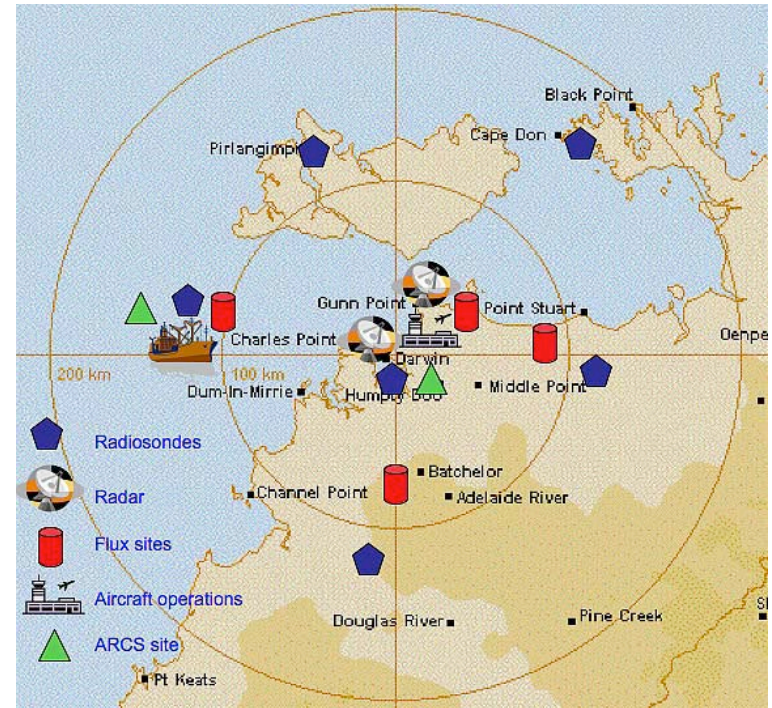 Black Point
Cape Don
Pirlangimpi
Gunn Point
Point Stuart
Charles Point
Oenpe
Darwin
200 km
100 km
Dum-In-Mirrie
Middle Point
Humpty Doo
Radiosondes
Batchelor
Radar
Channel Point
Adelaide River
Flux sites
Aircraft operations
Douglas River
Pine Creek
ARCS site
Pt Keats